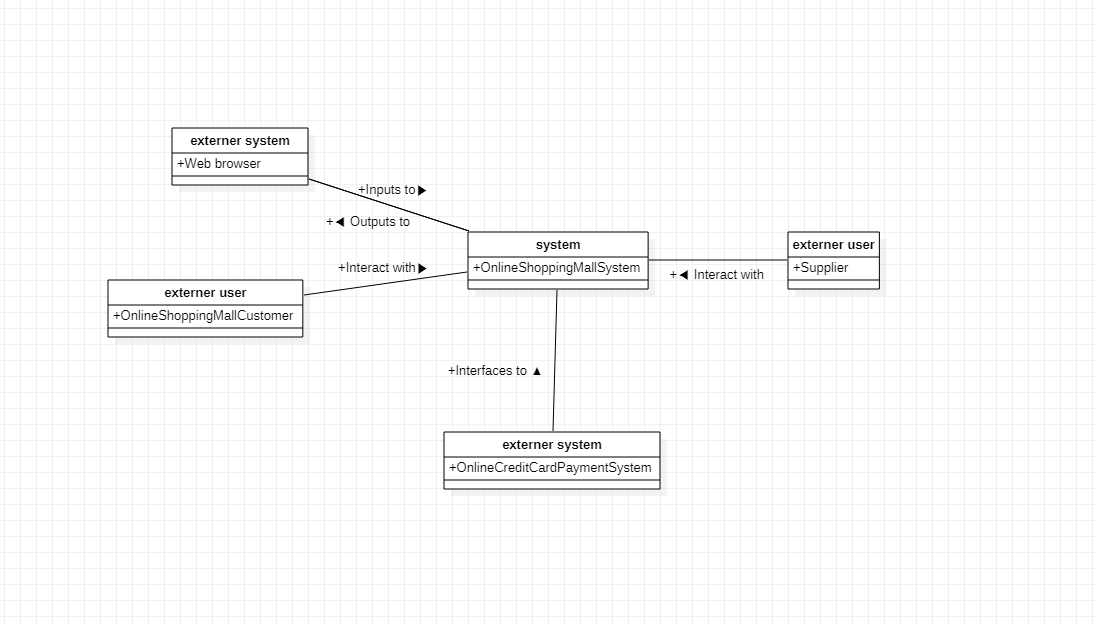 externer system
+Web browser
+Inputs to ▶
+◀ Outputs to
system
+OnlineShoppingMallSystem
externer user
+Supplier
+Interact with ▶
+◀ Interact with
externer user
+OnlineShoppingMallCustomer
+Interfaces to ▲
externer system
+OnlineCreditCardPaymentSystem